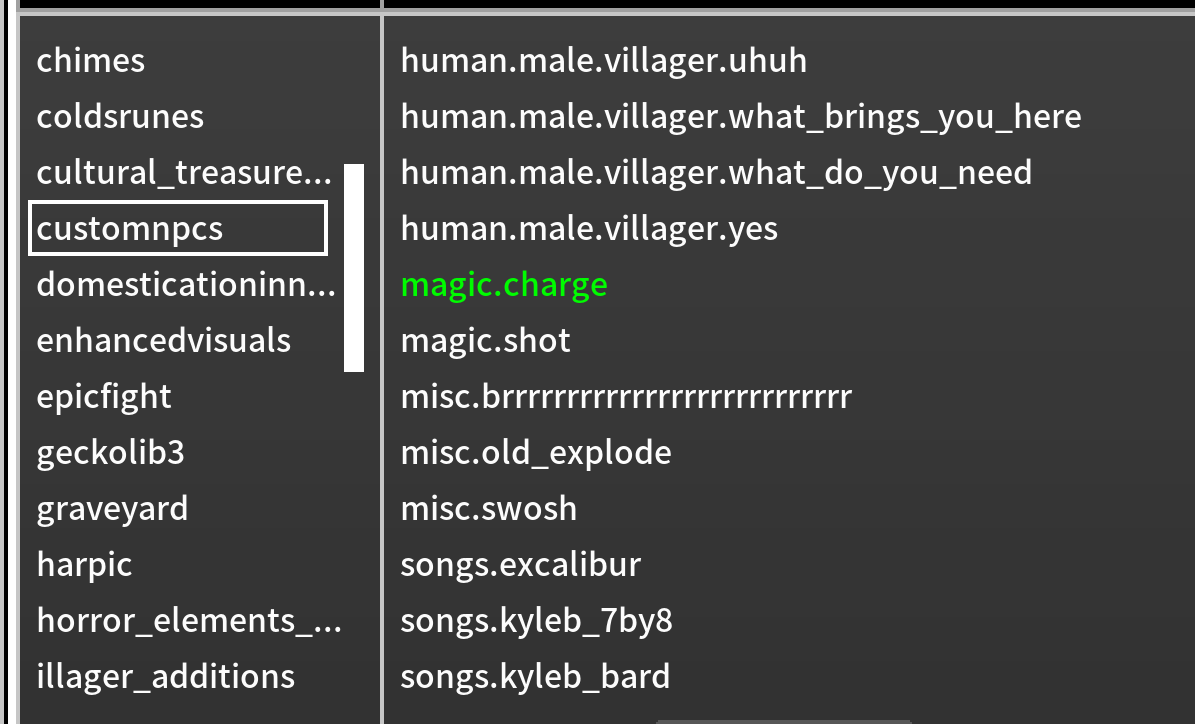 chimes
coldsrunes
cultural_treasure...
customnpcs
domesticationinn...
enhancedvisuals
epicfight
geckolib3
graveyard
harpic
horror_elements_...
illager_additions
human.male.villager.uhuh
human.male.villager.what_brings_you_here
human.male.villager.what_do_you_need
human.male.villager.yes
magic.charge
magic.shot
misc.brrrrrrrrrrrrrrrrrrrrrrrrrrr
misc.old_explode
misc.swosh
songs.excalibur
songs.kyleb_7by8
songs.kyleb_bard